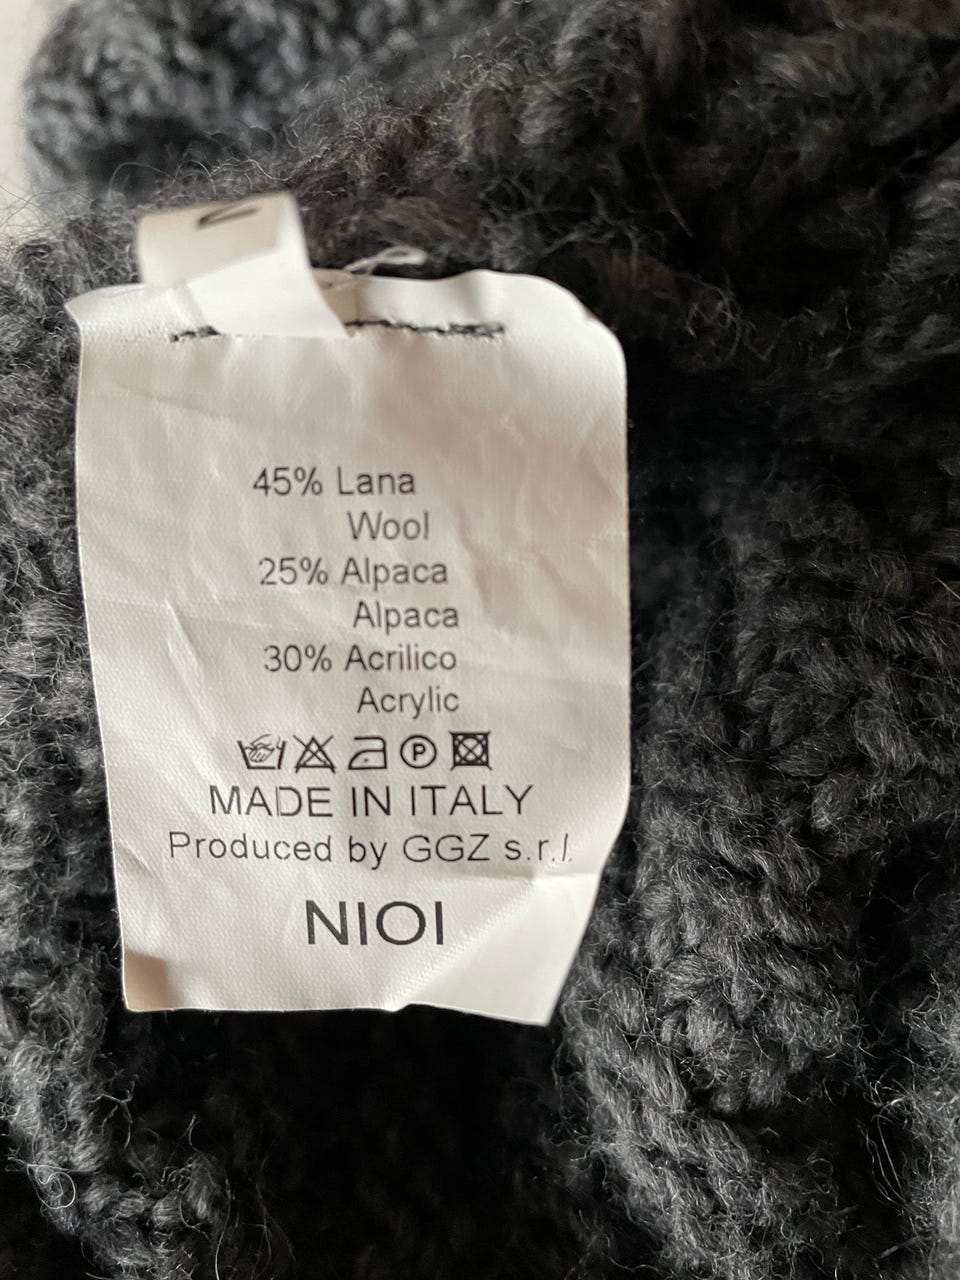 45% Lana
Wool
25% Alpaca
Alpaca
30% Acrilico
Acrylic
P
MADE IN ITALY
Produced by GGZ s.r.l.
NIOI